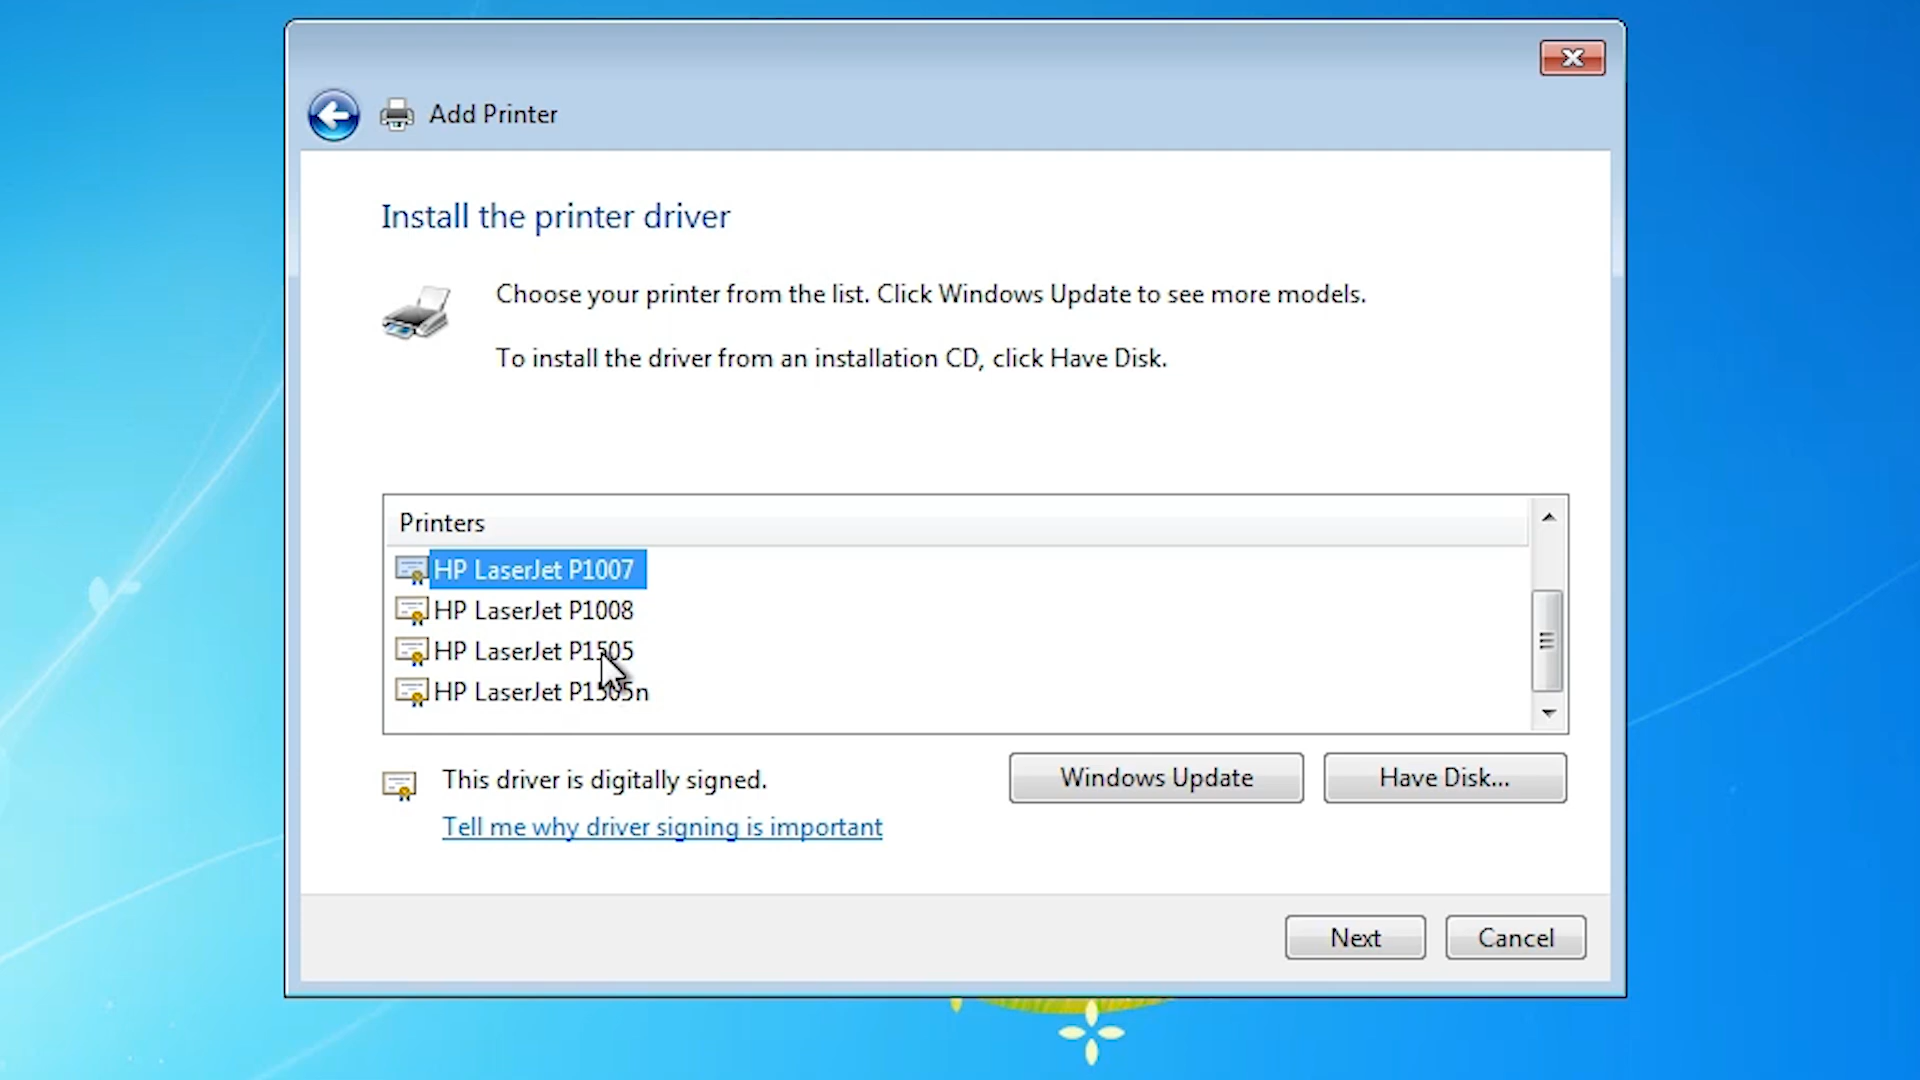 Add Printer
Install the printer driver
Choose your printer from the list. Click Windows Update to see more models.
To install the driver from an installation CD, click Have Disk.
Printers
HP LaserJet P1007
HP LaserJet P1008
HP LaserJet P1505
HP LaserJet P1505n
This driver is digitally signed.
Windows Update
Have Disk...
Tell me why driver signing is important
Next
Cancel